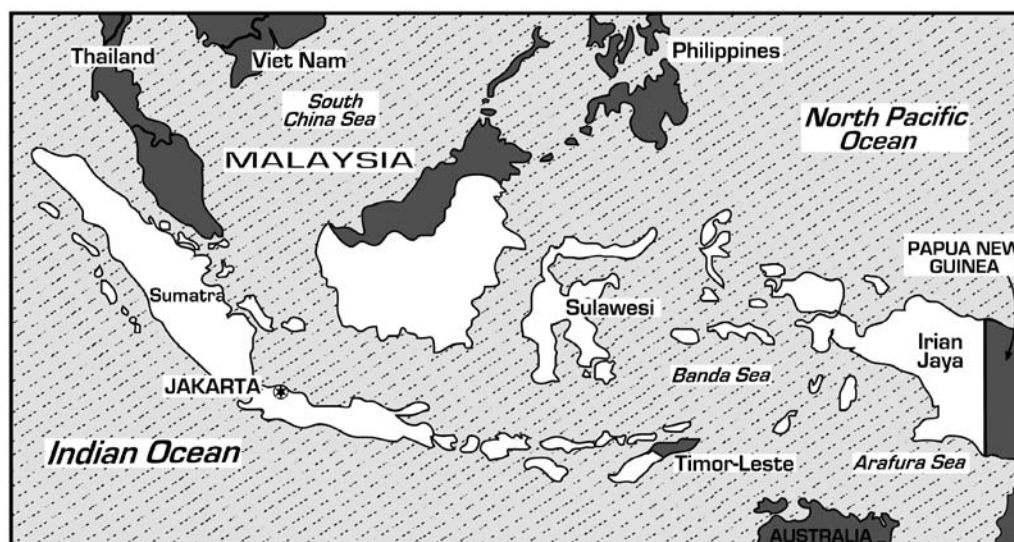 Thailand
Viet Nam
Philippines
South
China Sea
North Pacific
Ocean
MALAYSIA
PAPUA NEW
GUINEA
Sumatra
Sulawesi
Irian
Jaya
Banda Sea
JAKARTA
Indian Ocean
Timor-Leste
Arafura Sea
AUSTRALIA